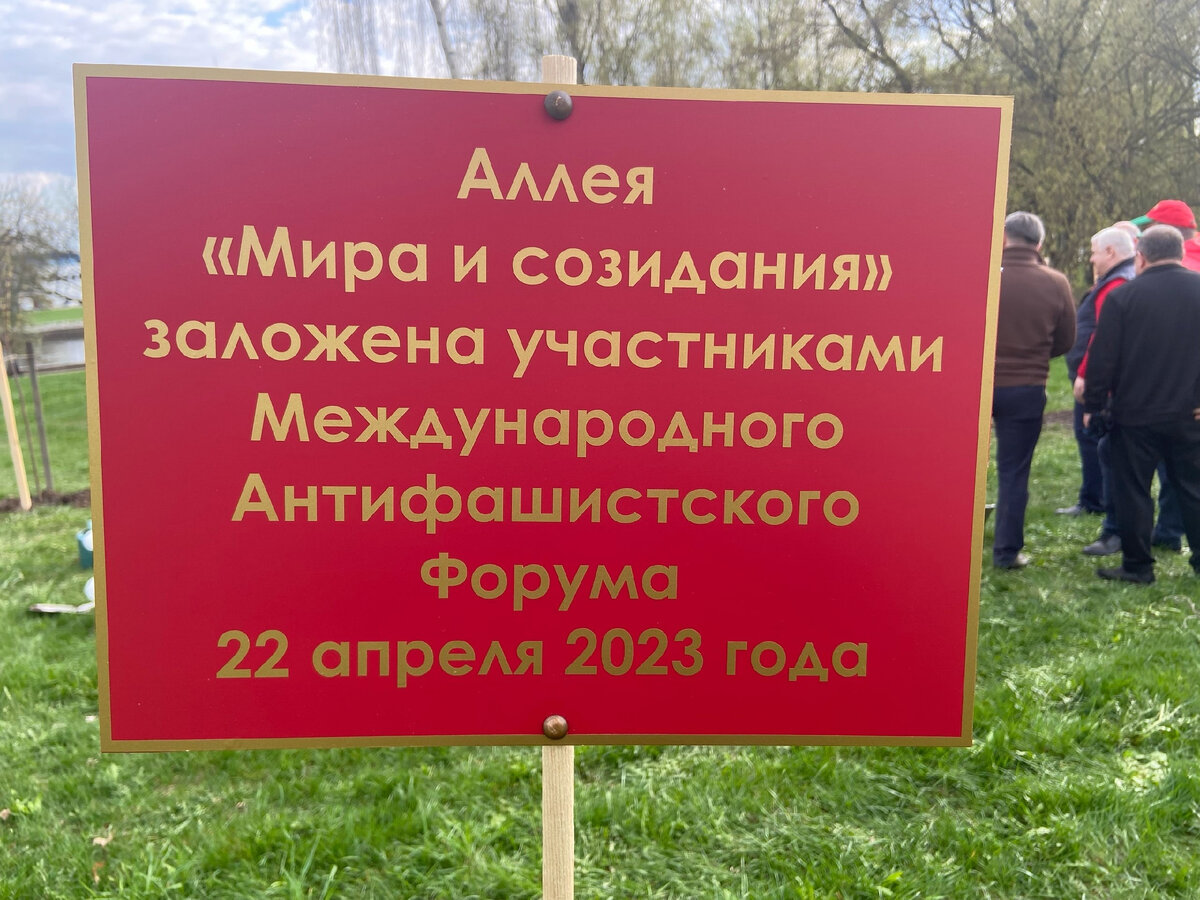 Аллея
«Мира и созидания»
заложена участниками
Международного
Антифашистского
Форума
22 апреля 2023 года